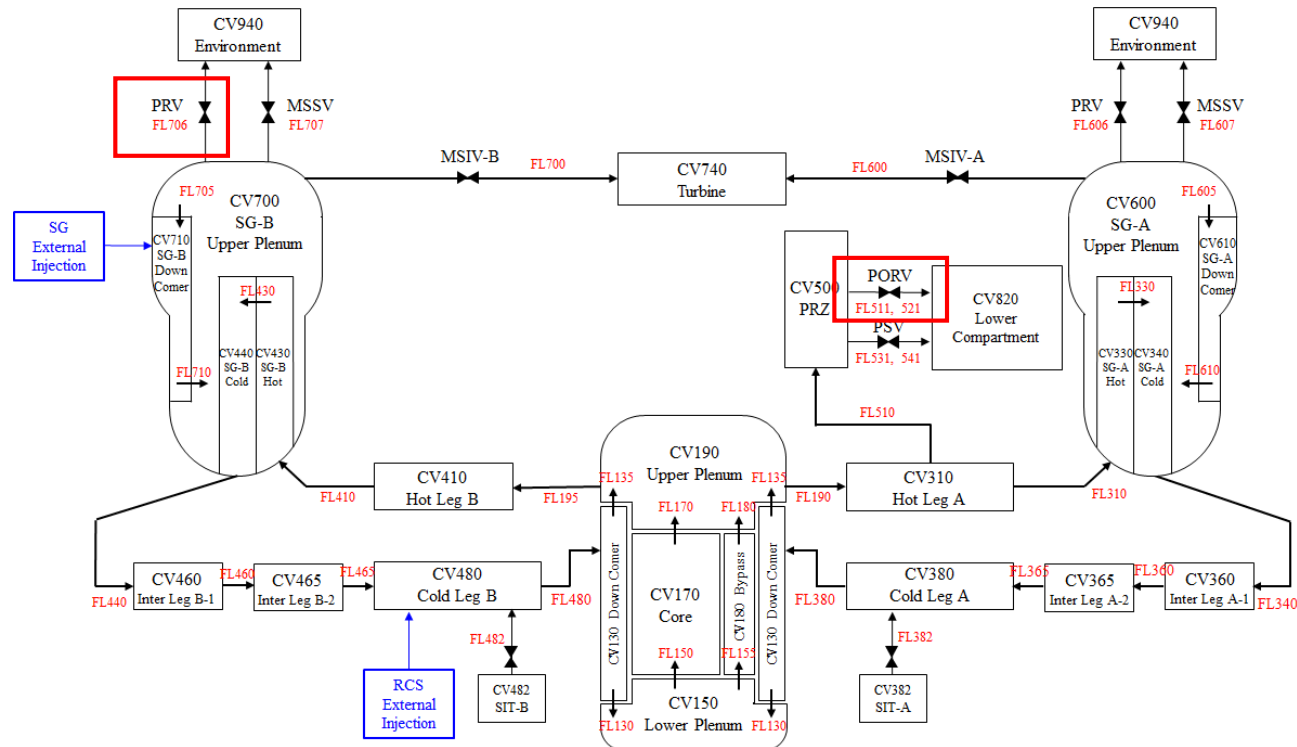 CV940
Environment
CV940
Environment
PRV
FL706
MSSV
FL707
PRV
FL606
MSSV
FL607
MSIV-B
FL700
CV740
Turbine
FL600
MSIV-A
FL705
CV700
SG-B
Upper Plenum
SG
External
Injection
CV710
SG-B
Down
Comer
FL430
CV440
SG-B
Cold
CV430
SG-B
Hot
FL710
CV500
PRZ
PORV
FL511, 521
PSV
FL531, 541
CV820
Lower
Compartment
FL510
CV600
SG-A
Upper Plenum
FL605
CV610
SG-A
Down
Comer
FL330
CV330
SG-A
Hot
CV340
SG-A
Cold
FL610
CV410
Hot Leg B
FL410
FL195
CV190
Upper Plenum
FL135
FL135
FL170
FL180
FL190
CV310
Hot Leg A
FL310
CV460
Inter Leg B-1
FL460
CV465
Inter Leg B-2
FL465
CV480
Cold Leg B
FL440
FL480
FL482
CV482
SIT-B
RCS
External
Injection
CV130 Down Comer
CV170
Core
CV180 Bypass
CV130 Down Comer
FL150
FL155
CV150
Lower Plenum
FL130
FL130
FL380
CV380
Cold Leg A
FL365
CV365
Inter Leg A-2
FL360
CV360
Inter Leg A-1
FL340
FL382
CV382
SIT-A